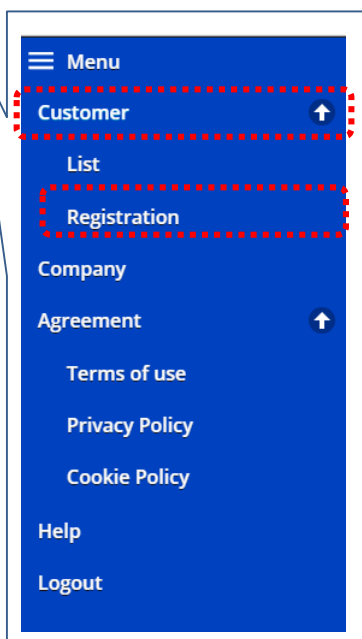 Menu
Customer
List
Registration
Company
Agreement
Terms of use
Privacy Policy
Cookie Policy
Help
Logout